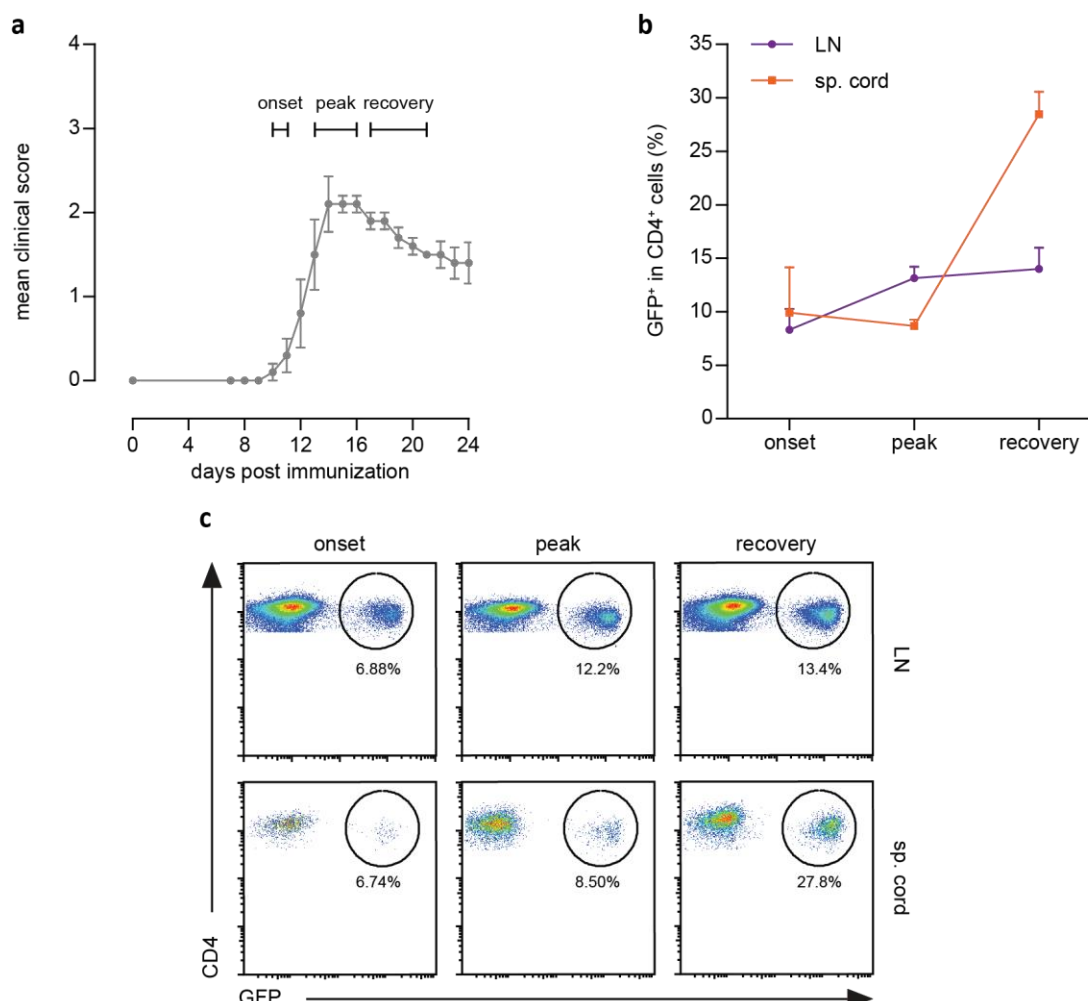 a
4
3
2
1
0
mean clinical score
onset peak recovery
0 4 8 12 16 20 24
days post immunization
b
LN
sp. cord
35
30
25
20
15
10
5
0
GFP⁺ in CD4⁺ cells (%)
onset peak recovery
c
onset peak recovery
6.88% 12.2% 13.4%
LN
6.74% 8.50% 27.8%
sp. cord
CD4
GFP